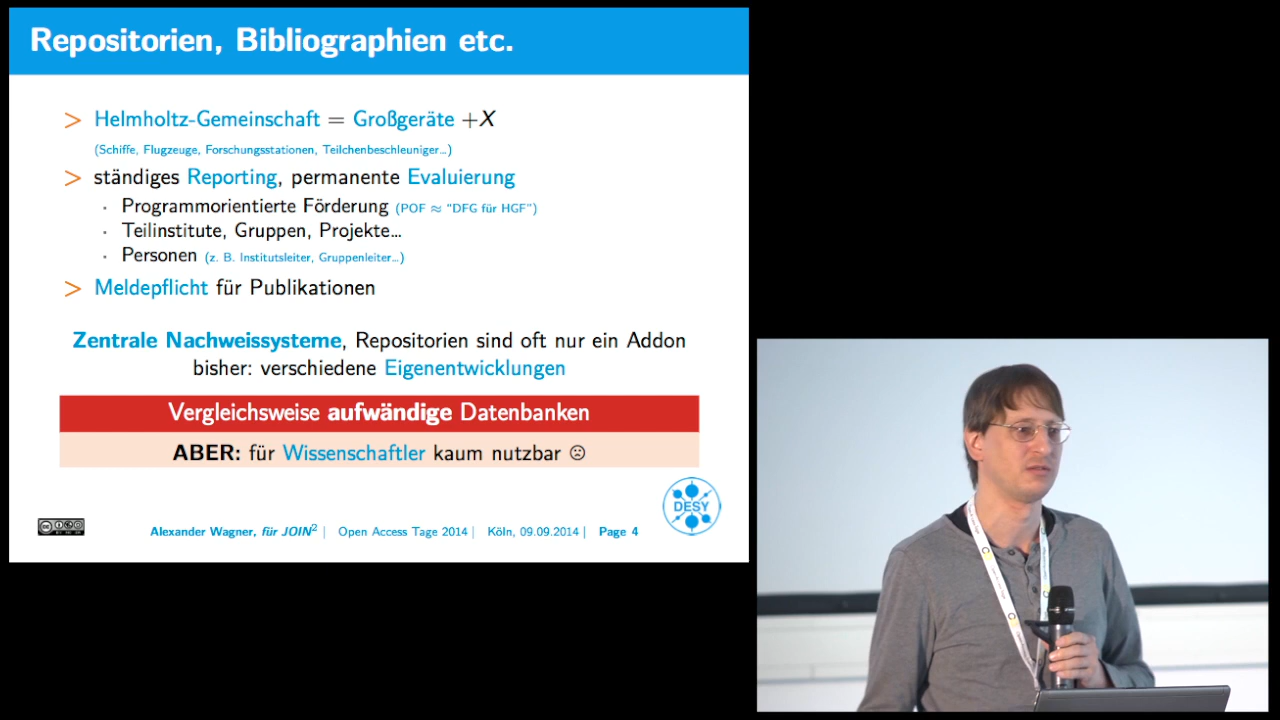 Repositorien, Bibliographien etc.
> Helmholtz-Gemeinschaft = Großgeräte +X
(Schiffe, Flugzeuge, Forschungsstationen, Teilchenbeschleuniger…)
> ständiges Reporting, permanente Evaluierung
· Programmorientierte Förderung (POF ≈ "DFG für HGF")
· Teilinstitute, Gruppen, Projekte…
· Personen (z. B. Institutsleiter, Gruppenleiter…)
> Meldepflicht für Publikationen
Zentrale Nachweissysteme, Repositorien sind oft nur ein Addon
bisher: verschiedene Eigenentwicklungen
Vergleichsweise aufwändige Datenbanken
ABER: für Wissenschaftler kaum nutzbar ☹
DESY
Alexander Wagner, für JOIN² | Open Access Tage 2014 | Köln, 09.09.2014 | Page 4